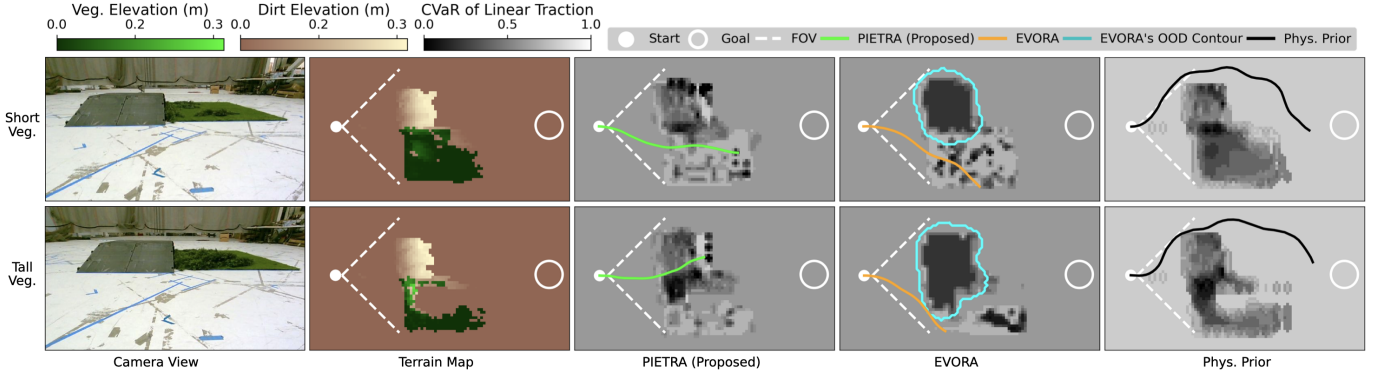 Veg. Elevation (m) Dirt Elevation (m) CVaR of Linear Traction
0.0 0.2 0.3 0.0 0.2 0.3 0.0 0.5 1.0
Start Goal FOV PIETRA (Proposed) EVORA EVORA's OOD Contour Phys. Prior
Short
Veg.
Tall
Veg.
Camera View Terrain Map PIETRA (Proposed) EVORA Phys. Prior